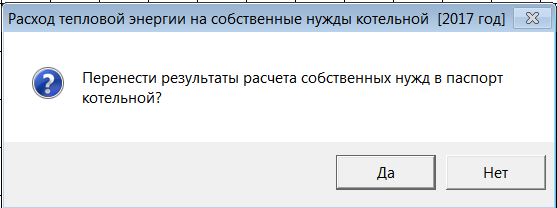 Расход тепловой энергии на собственные нужды котельной [2017 год]
Перенести результаты расчета собственных нужд в паспорт
котельной?
Да
Нет